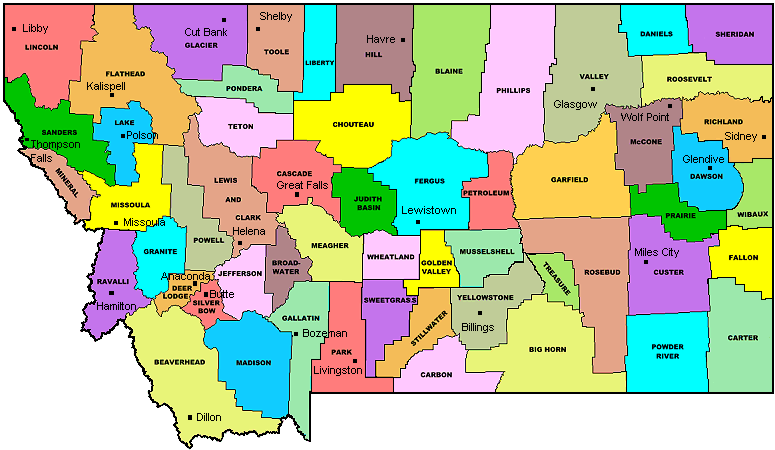 Libby
LINCOLN
FLATHEAD
Kalispell
Cut Bank
GLACIER
Shelby
TOOLE
LIBERTY
Havre
HILL
BLAINE
PHILLIPS
VALLEY
Glasgow
DANIELS
SHERIDAN
ROOSEVELT
Wolf Point
McCONE
RICHLAND
Sidney
PONDERA
TETON
CHOUTEAU
SANDERS
Thompson
Falls
LAKE
Polson
MINERAL
MISSOULA
Missoula
LEWIS
AND
CLARK
Helena
POWELL
CASCADE
Great Falls
JUDITH
BASIN
FERGUS
Lewistown
PETROLEUM
GARFIELD
Glendive
DAWSON
PRAIRIE
WIBAUX
GRANITE
RAVALLI
Hamilton
Anaconda
DEER
LODGE
Butte
SILVER
BOW
JEFFERSON
BROAD-
WATER
MEAGHER
WHEATLAND
GOLDEN
VALLEY
MUSSELSHELL
TREASURE
ROSEBUD
Miles City
CUSTER
FALLON
GALLATIN
Bozeman
PARK
Livingston
SWEETGRASS
STILLWATER
YELLOWSTONE
Billings
BEAVERHEAD
MADISON
Dillon
CARBON
BIG HORN
POWDER
RIVER
CARTER